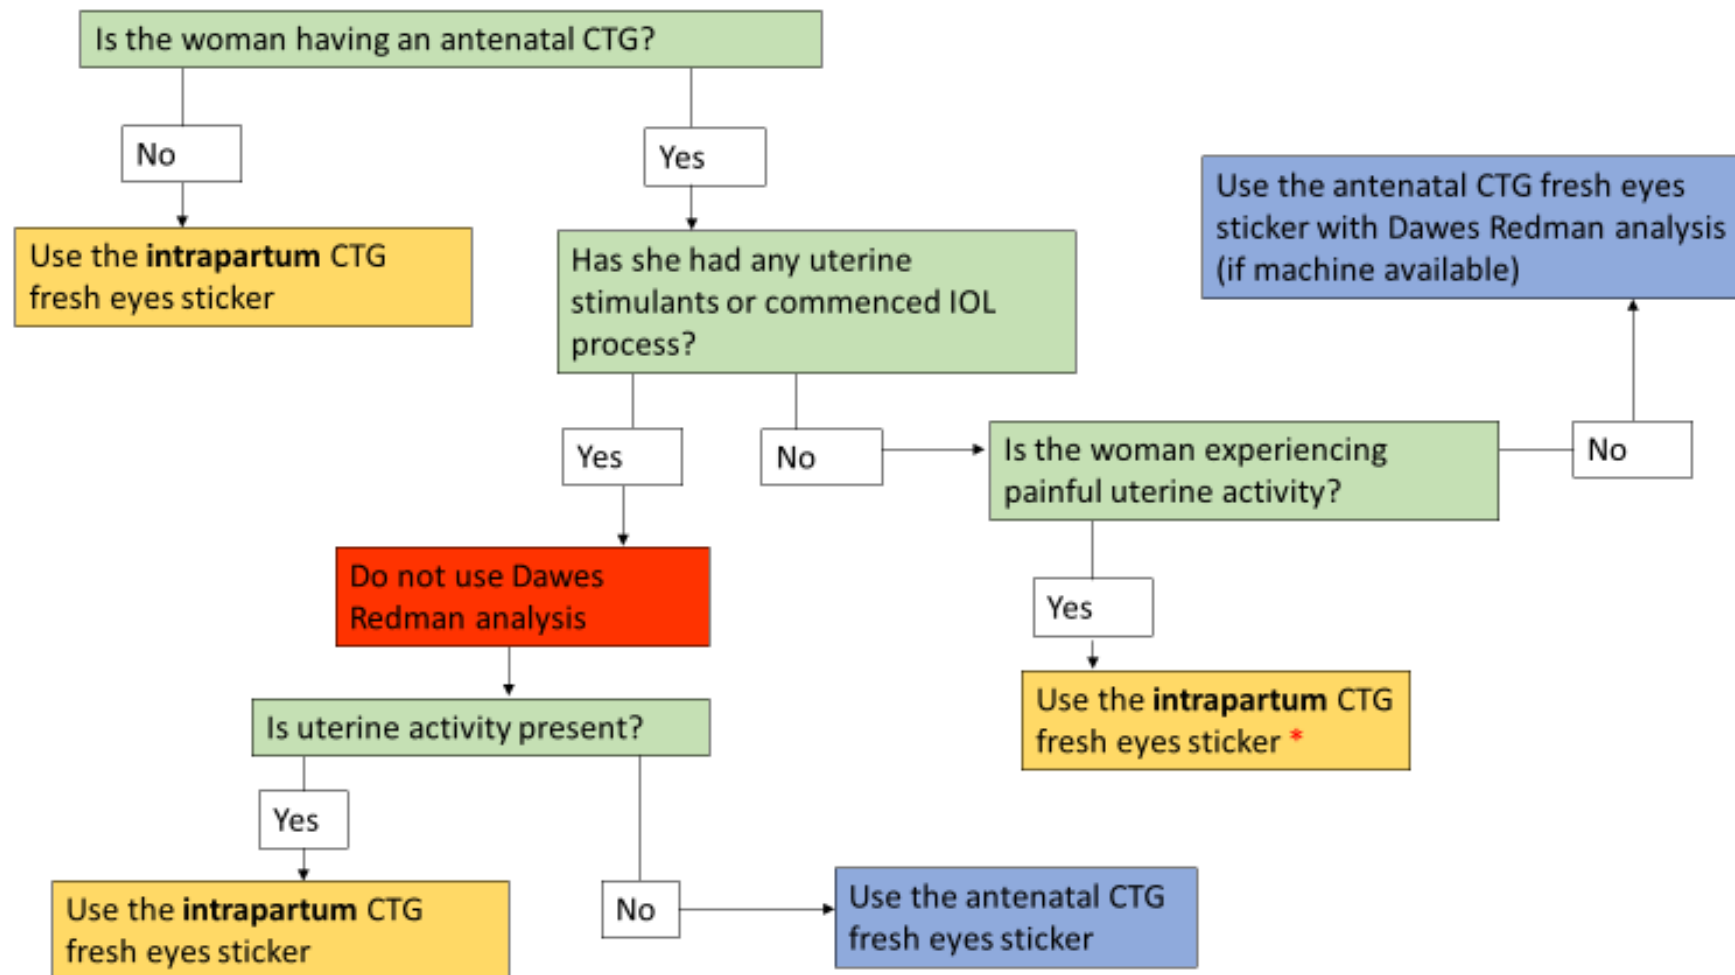 Is the woman having an antenatal CTG?
No
Yes
Use the intrapartum CTG
fresh eyes sticker
Has she had any uterine
stimulants or commenced IOL
process?
Use the antenatal CTG fresh eyes
sticker with Dawes Redman analysis
(if machine available)
Yes
No
Is the woman experiencing
painful uterine activity?
No
Do not use Dawes
Redman analysis
Yes
Use the intrapartum CTG
fresh eyes sticker *
Is uterine activity present?
Yes
No
Use the intrapartum CTG
fresh eyes sticker
Use the antenatal CTG
fresh eyes sticker